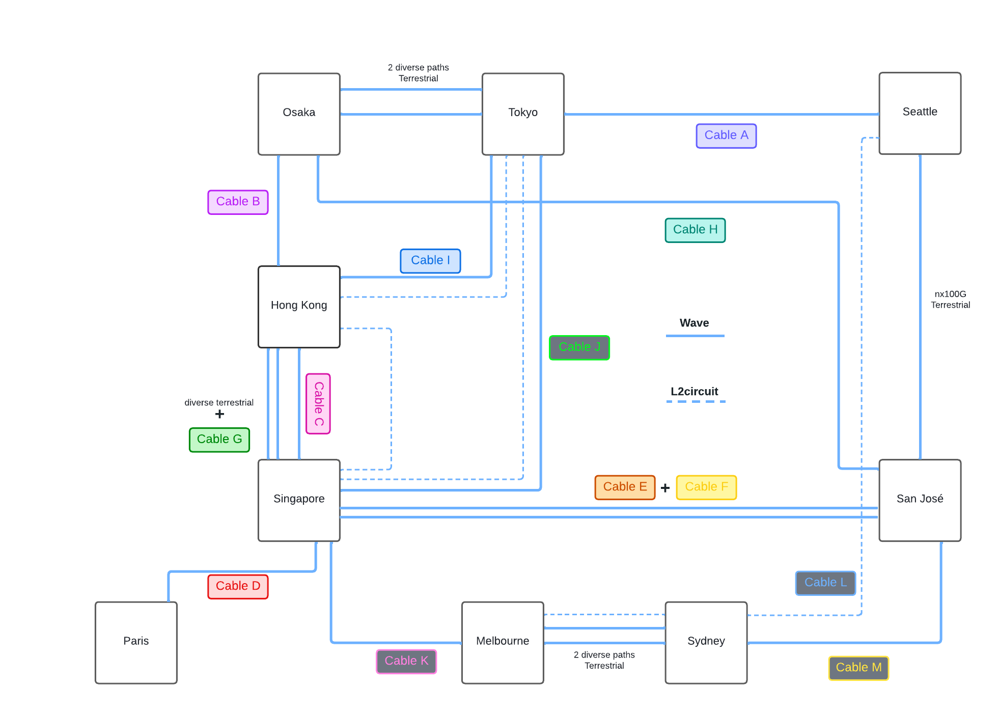 2 diverse paths
Terrestrial
Osaka
Tokyo
Seattle
Cable A
Cable B
Cable H
Cable I
Hong Kong
nx100G
Terrestrial
Wave
Cable J
L2circuit
Cable C
diverse terrestrial
+
Cable G
Cable E + Cable F
Singapore
San José
Cable D
Cable L
Paris
Melbourne
Sydney
2 diverse paths
Terrestrial
Cable K
Cable M